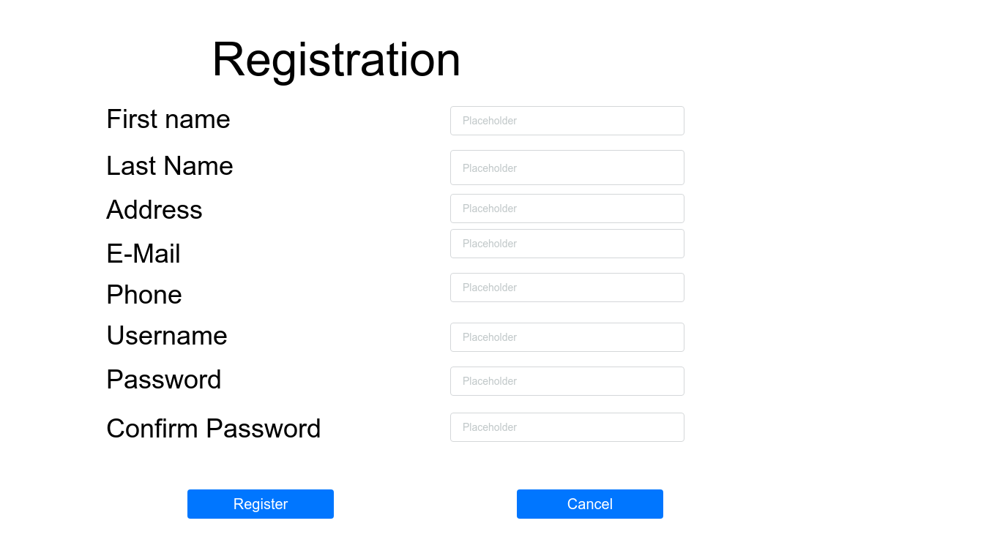 Registration
First name Placeholder
Last Name Placeholder
Address Placeholder
E-Mail Placeholder
Phone Placeholder
Username Placeholder
Password Placeholder
Confirm Password Placeholder
Register Cancel